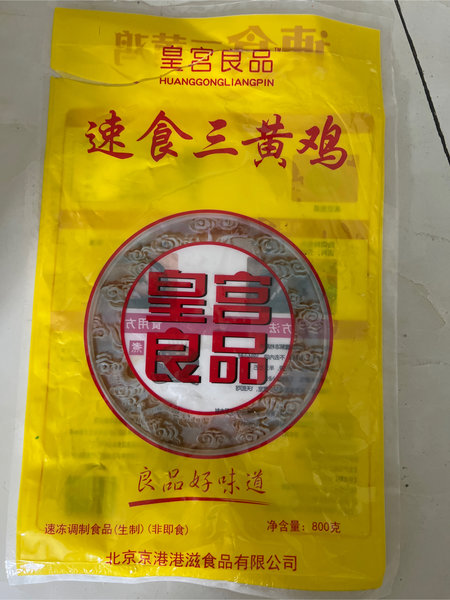 皇宫良品™
HUANGGONGLIANGPIN
速食三黄鸡
皇宫
良品
良品好味道
速冻调制食品(生制)(非即食)
净含量：800克
北京京港港滋食品有限公司